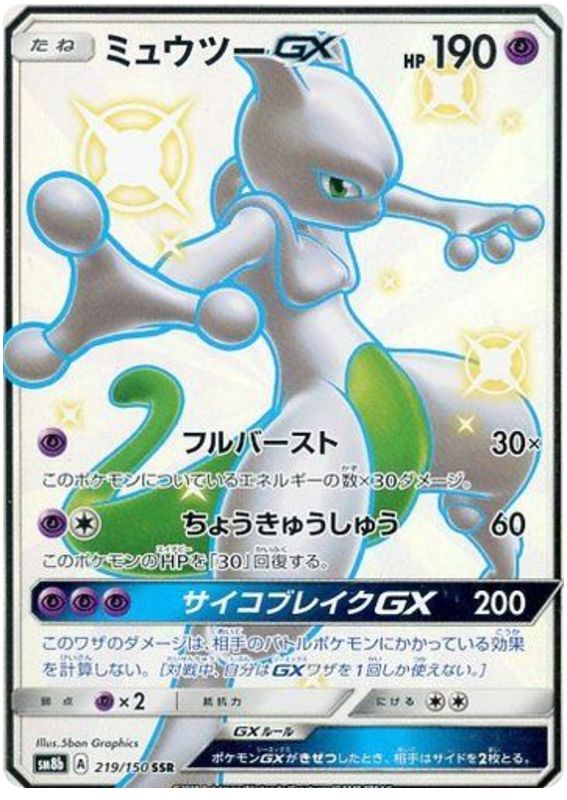 たね ミュウツーGX HP 190
フルバースト 30×
このポケモンについているエネルギーの数×30ダメージ。
ちょうきゅうしゅう 60
このポケモンのHPを「30」回復する。
サイコブレイクGX 200
このワザのダメージは、相手のバトルポケモンにかかっている効果
を計算しない。[対戦中、自分はGXワザを1回しか使えない。]
弱点 ×2 抵抗力 にげる
GXルール
Illus.5ban Graphics
ポケモンGXがきぜつしたとき、相手はサイドを2枚とる。
sm8b A 219/150 SSR